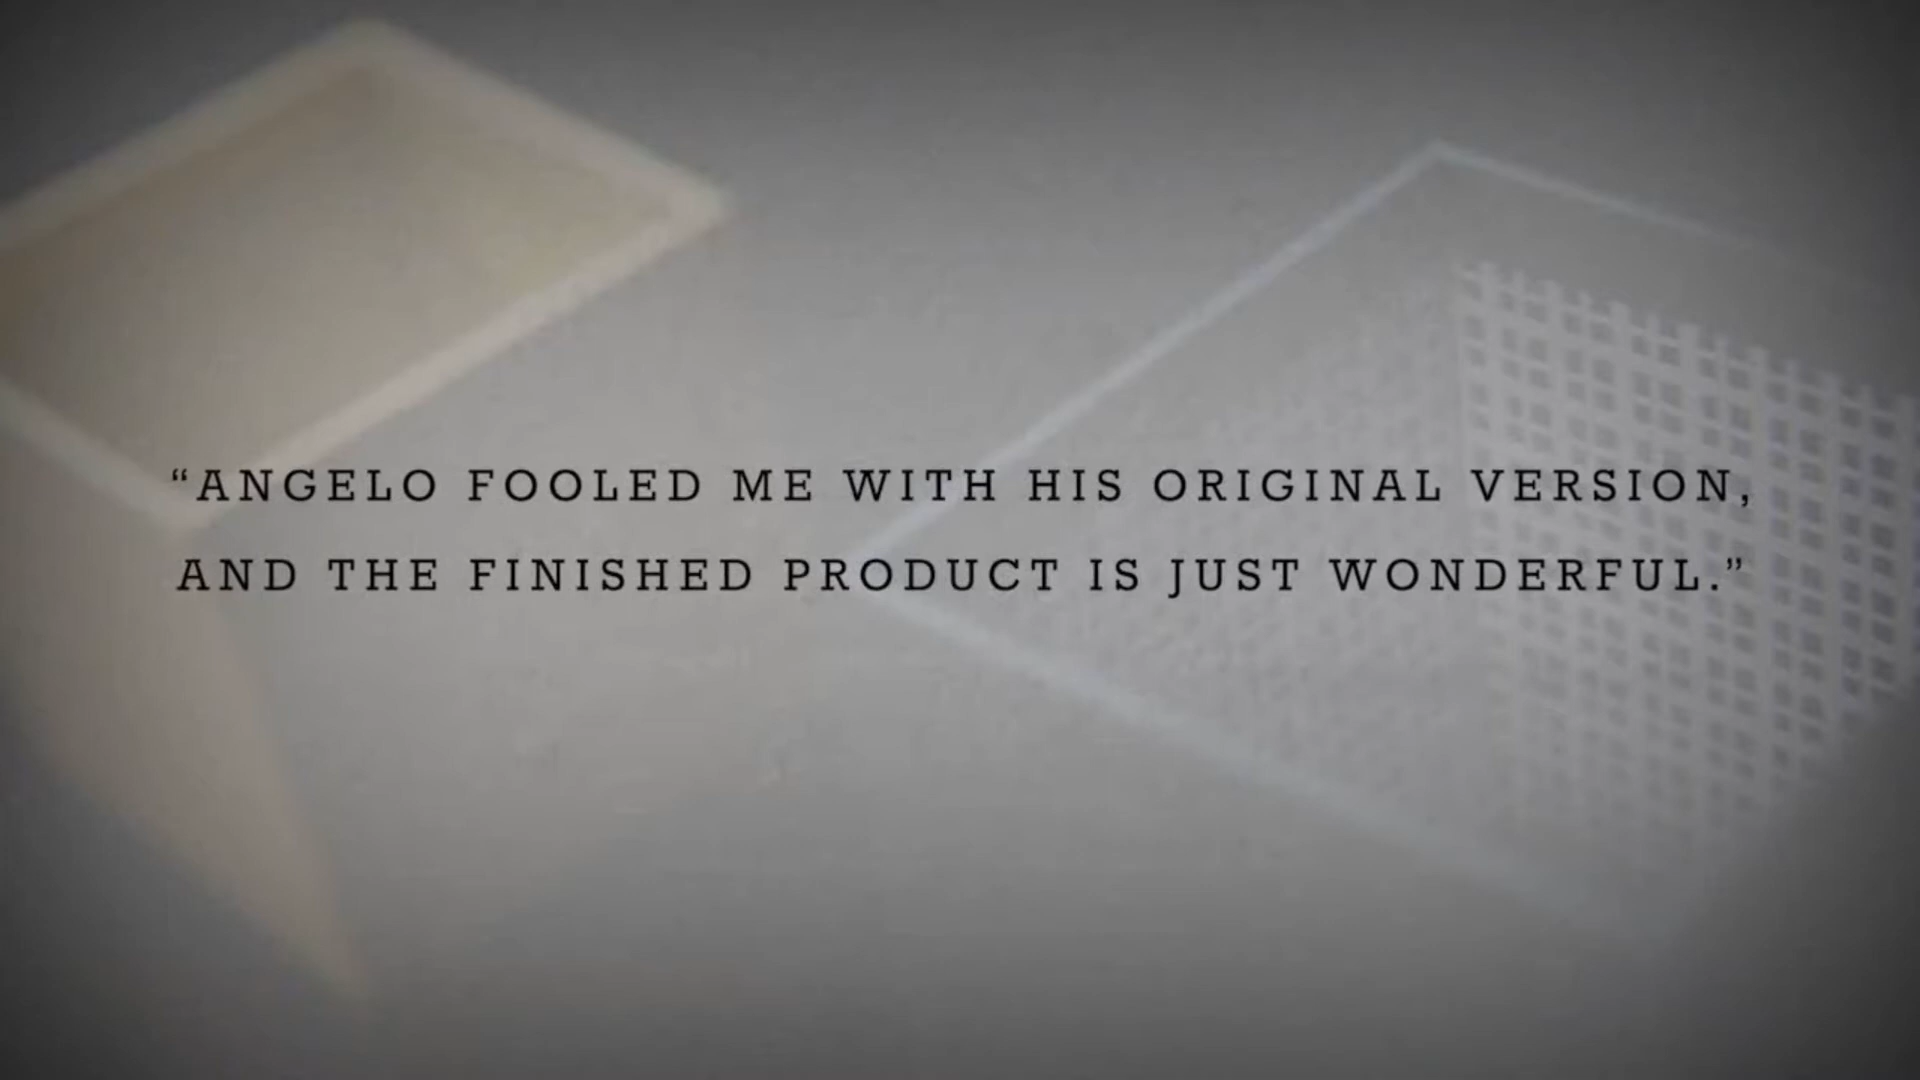 “ANGELO FOOLED ME WITH HIS ORIGINAL VERSION,
AND THE FINISHED PRODUCT IS JUST WONDERFUL.”